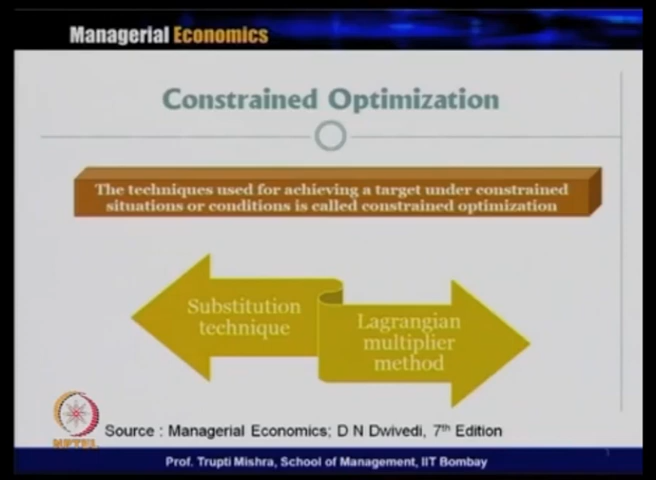 Managerial Economics
Constrained Optimization
The techniques used for achieving a target under constrained
situations or conditions is called constrained optimization
Substitution
technique
Lagrangian
multiplier
method
NPTEL
Source : Managerial Economics; D N Dwivedi, 7th Edition
Prof. Trupti Mishra, School of Management, IIT Bombay